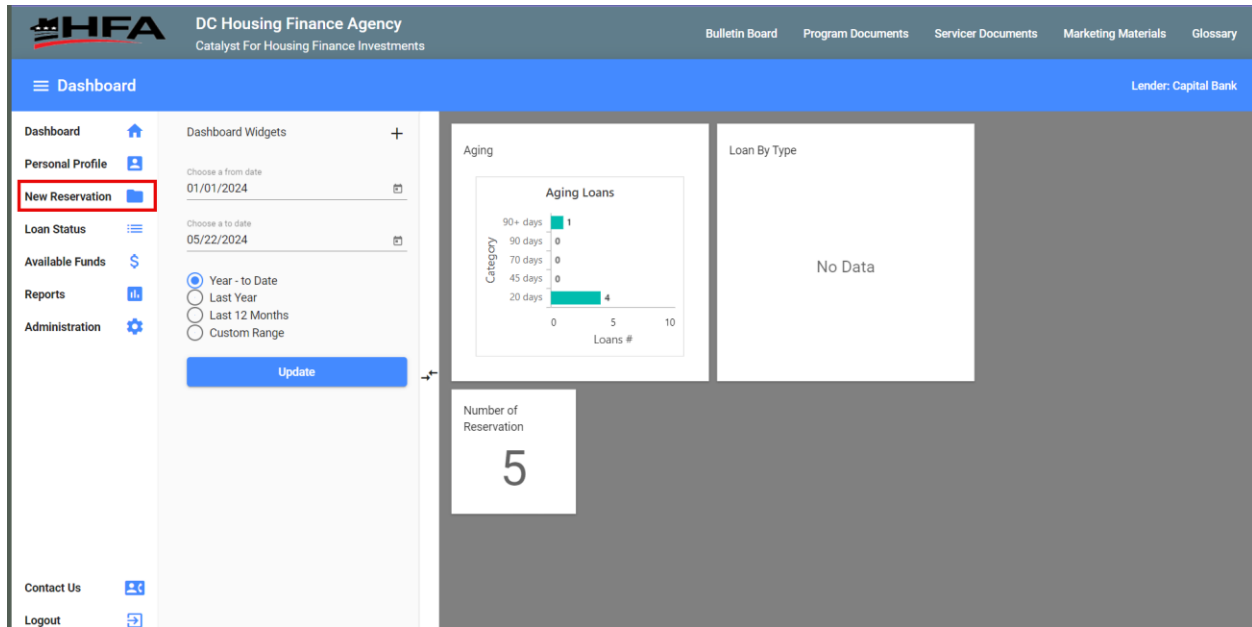 HFA
DC Housing Finance Agency
Catalyst For Housing Finance Investments
Bulletin Board
Program Documents
Servicer Documents
Marketing Materials
Glossary
Dashboard
Lender: Capital Bank
Dashboard
Personal Profile
New Reservation
Loan Status
Available Funds
Reports
Administration
Contact Us
Logout
Dashboard Widgets
Choose a from date
01/01/2024
Choose a to date
05/22/2024
Year - to Date
Last Year
Last 12 Months
Custom Range
Update
Aging
Aging Loans
Category
90+ days 1
90 days 0
70 days 0
45 days 0
20 days 4
0 5 10
Loans #
Loan By Type
No Data
Number of
Reservation
5